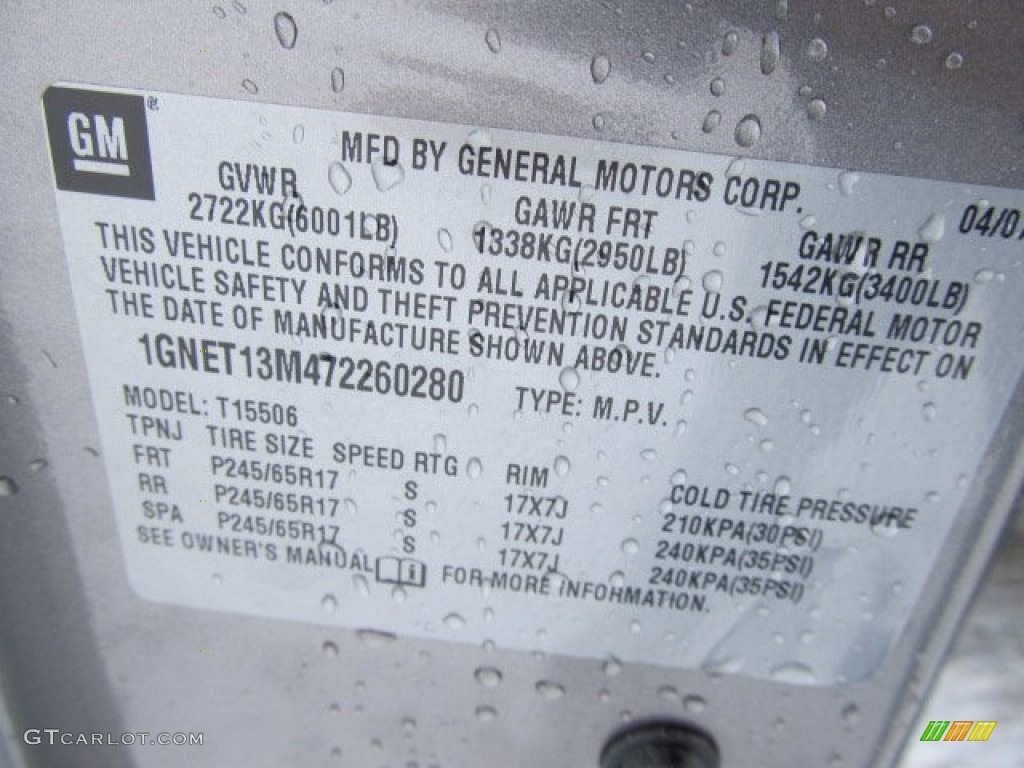 GM ®
MFD BY GENERAL MOTORS CORP.
04/07
GVWR GAWR FRT GAWR RR
2722KG(6001LB) 1338KG(2950LB) 1542KG(3400LB)
THIS VEHICLE CONFORMS TO ALL APPLICABLE U.S. FEDERAL MOTOR
VEHICLE SAFETY AND THEFT PREVENTION STANDARDS IN EFFECT ON
THE DATE OF MANUFACTURE SHOWN ABOVE.
1GNET13M472260280 TYPE: M.P.V.
MODEL: T15506
TPNJ TIRE SIZE SPEED RTG RIM COLD TIRE PRESSURE
FRT P245/65R17 S 17X7J 210KPA(30PSI)
RR P245/65R17 S 17X7J 240KPA(35PSI)
SPA P245/65R17 S 17X7J 240KPA(35PSI)
SEE OWNER'S MANUAL FOR MORE INFORMATION.
GTCARLOT.COM